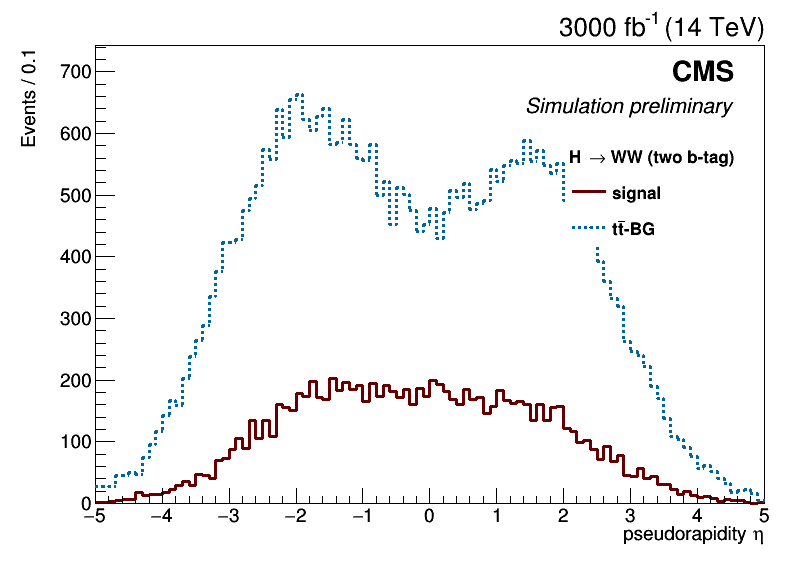 3000 fb⁻¹ (14 TeV)
CMS
Simulation preliminary
H → WW (two b-tag)
signal
tt̄-BG
Events / 0.1
700
600
500
400
300
200
100
0
−5 −4 −3 −2 −1 0 1 2 3 4 5
pseudorapidity η